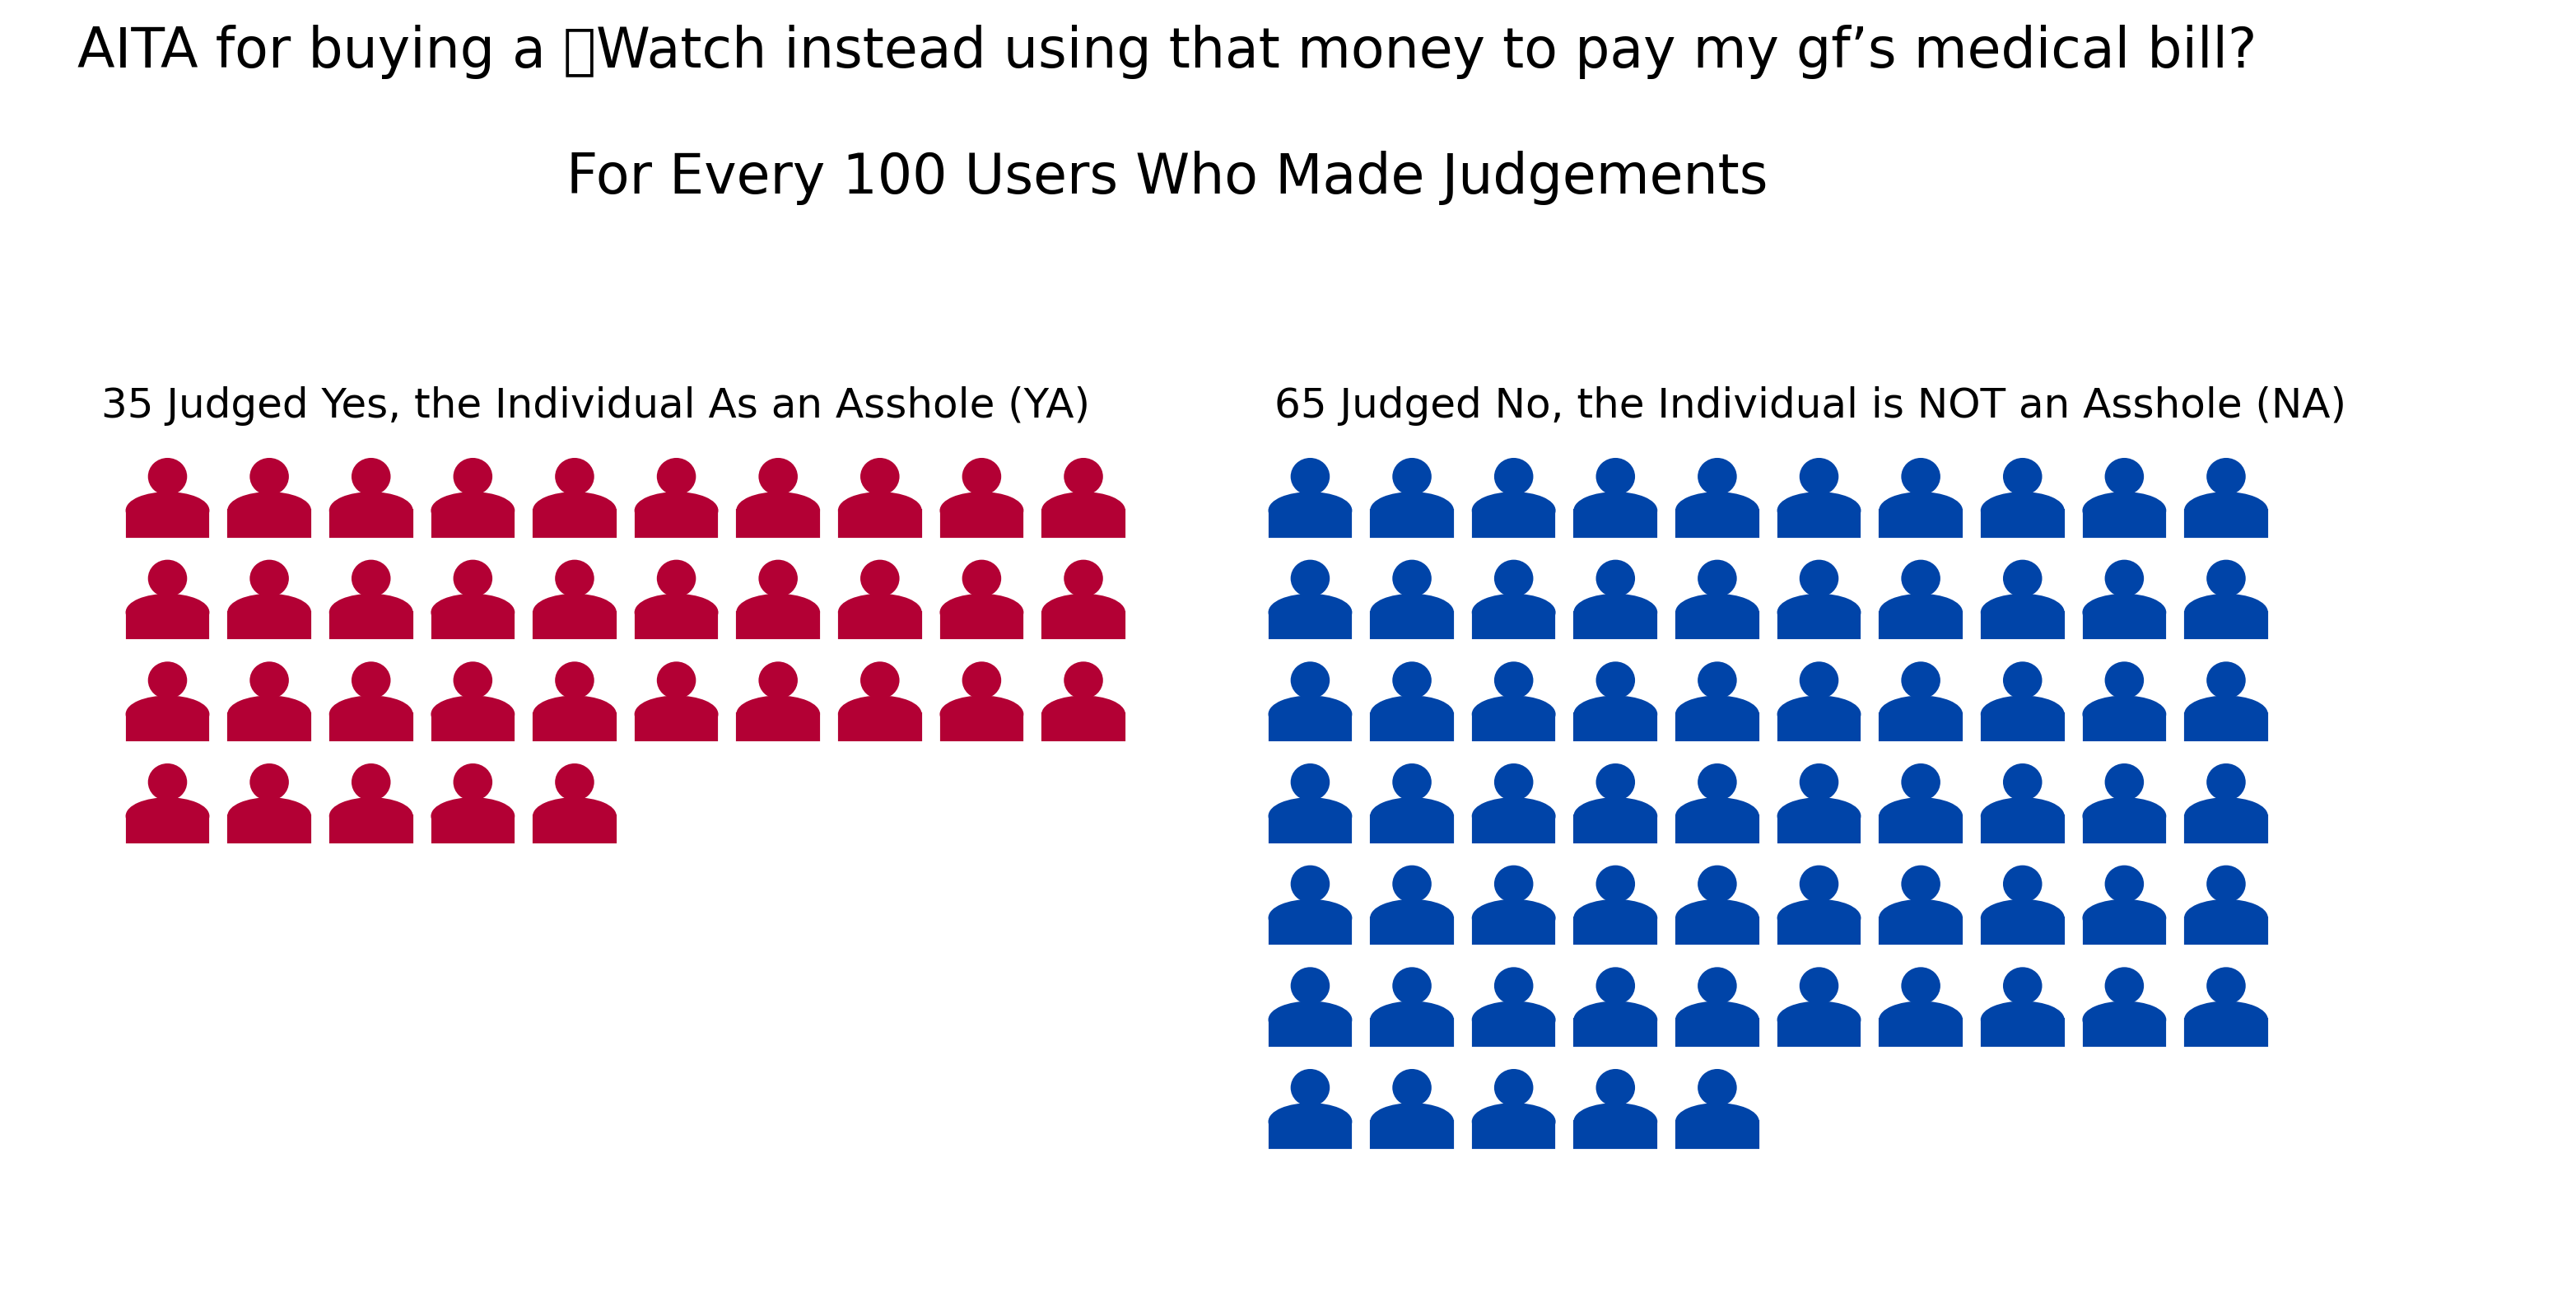 AITA for buying a ▯Watch instead using that money to pay my gf’s medical bill?
For Every 100 Users Who Made Judgements
35 Judged Yes, the Individual As an Asshole (YA)
65 Judged No, the Individual is NOT an Asshole (NA)